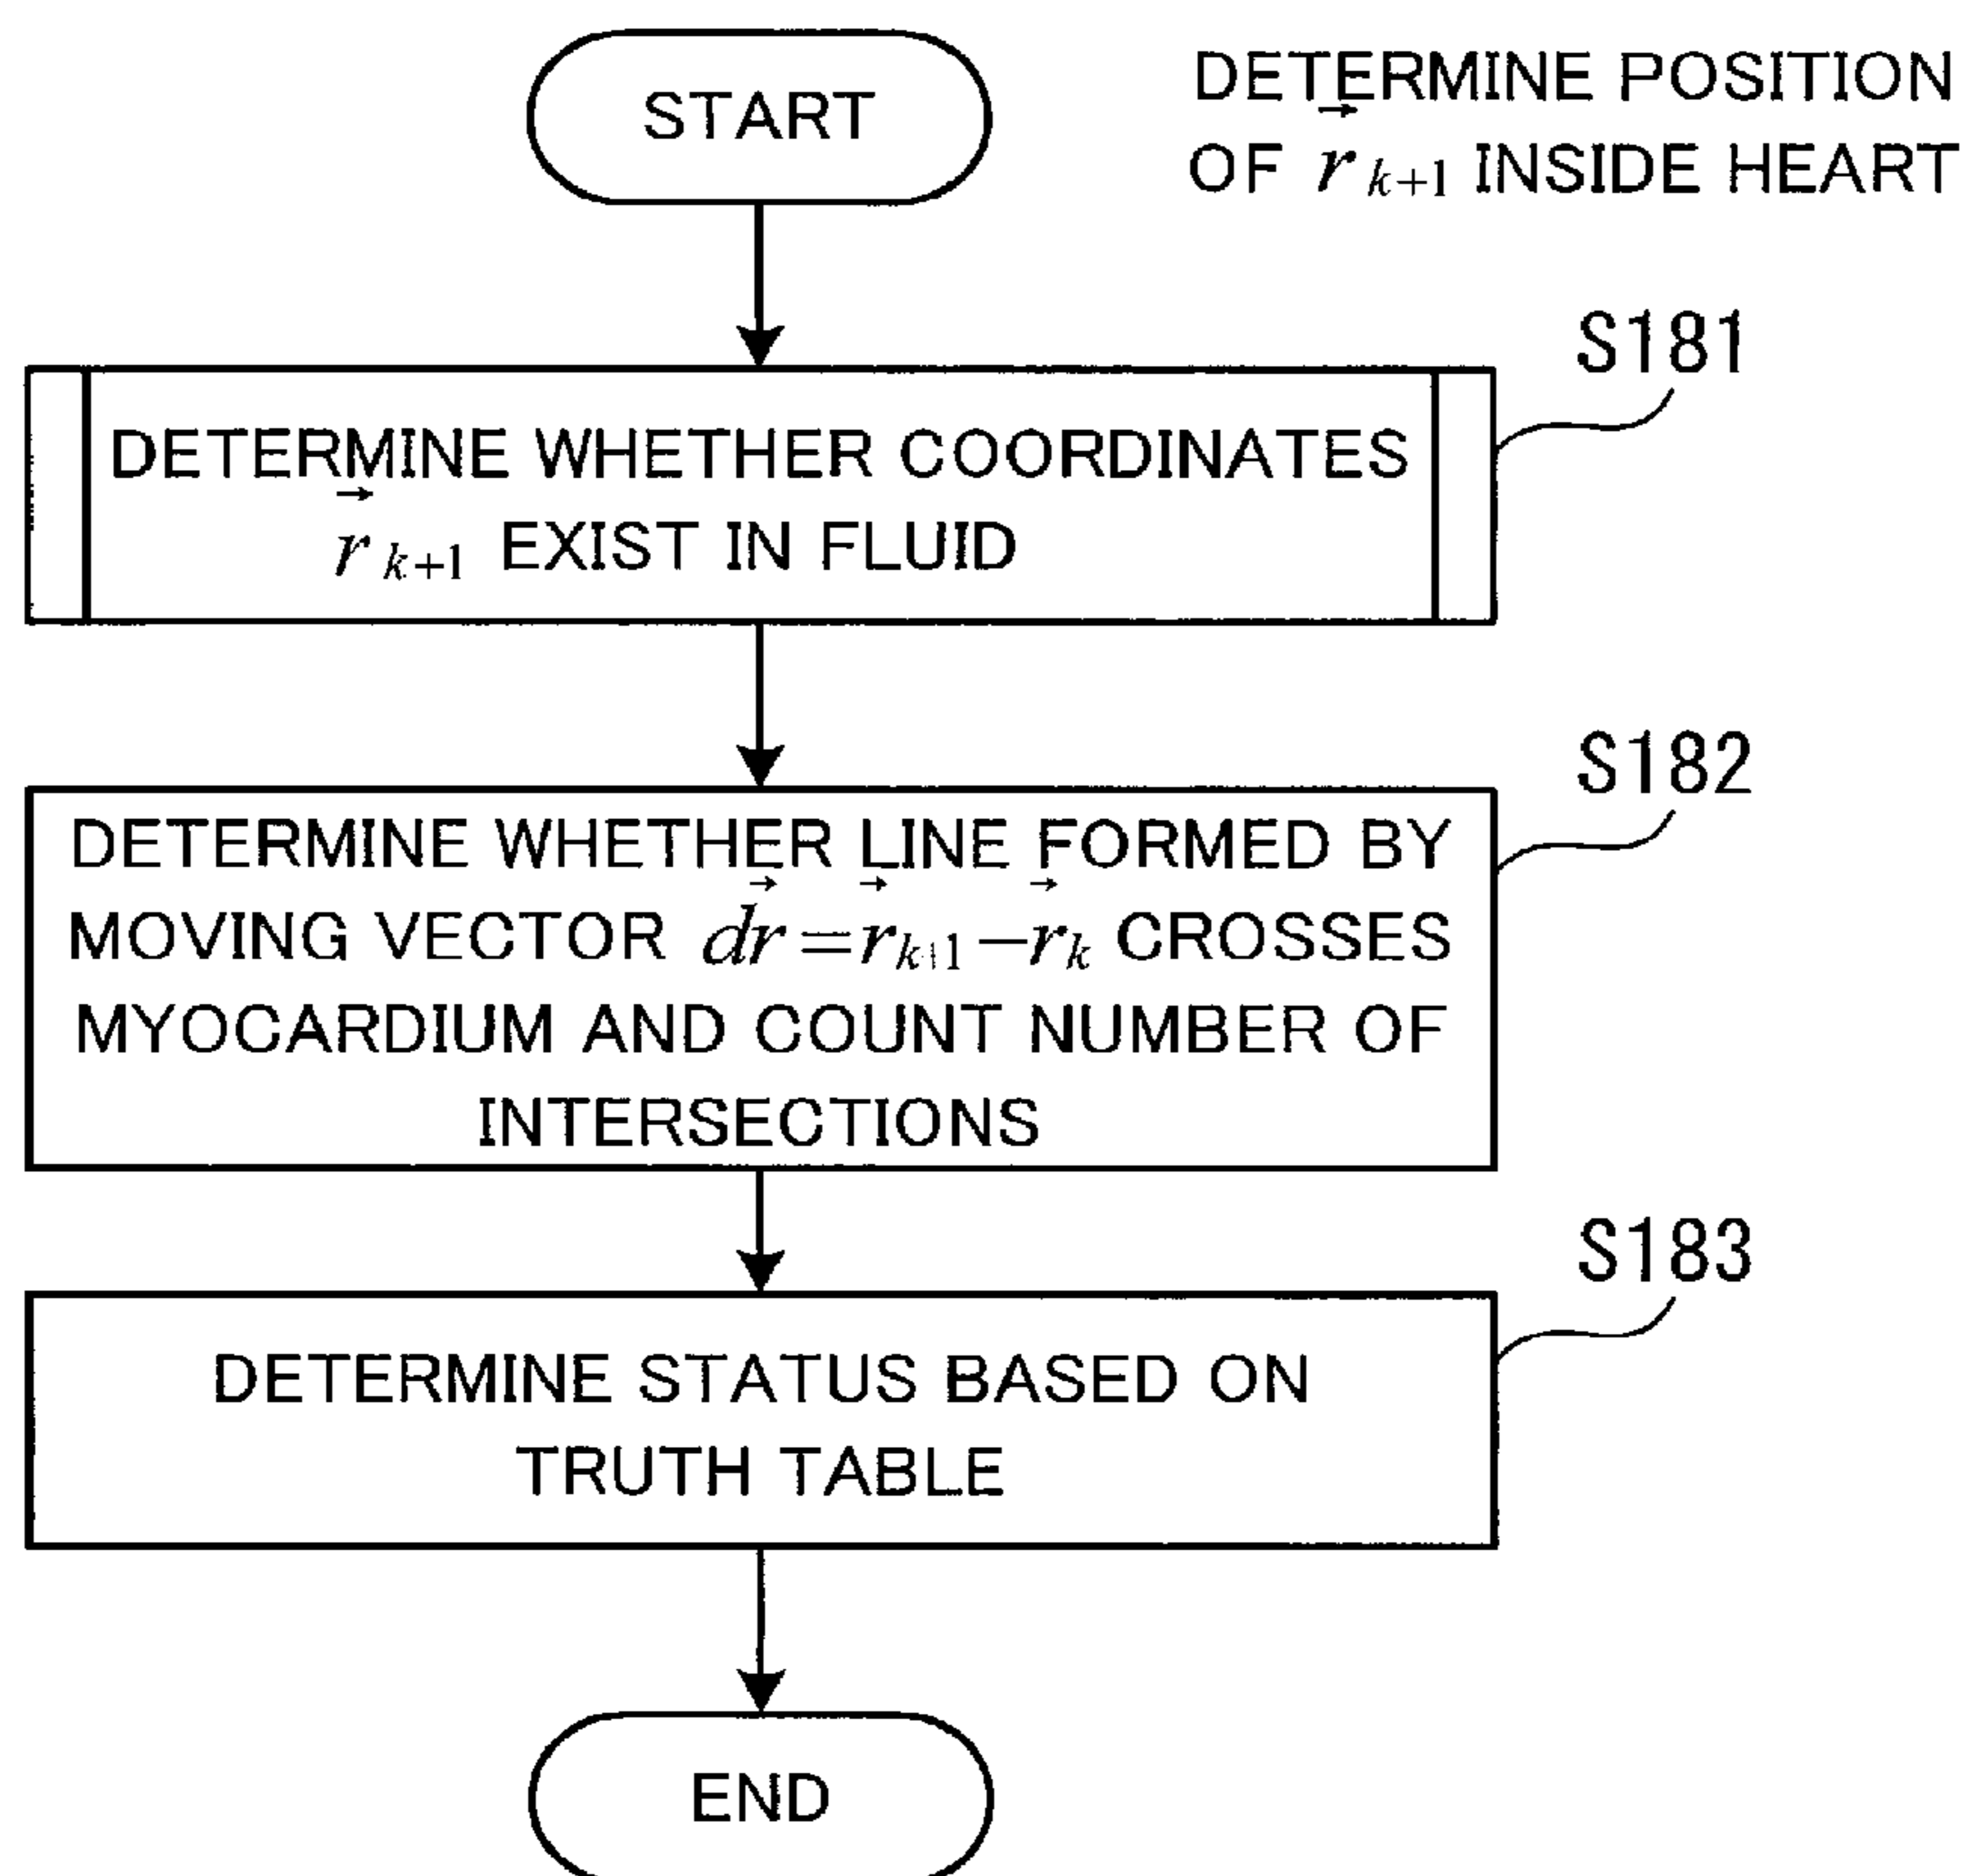 START
DETERMINE POSITION
OF r⃗ₖ₊₁ INSIDE HEART
S181
DETERMINE WHETHER COORDINATES
r⃗ₖ₊₁ EXIST IN FLUID
S182
DETERMINE WHETHER LINE FORMED BY
MOVING VECTOR dr⃗=r⃗ₖ₊₁−r⃗ₖ CROSSES
MYOCARDIUM AND COUNT NUMBER OF
INTERSECTIONS
S183
DETERMINE STATUS BASED ON
TRUTH TABLE
END